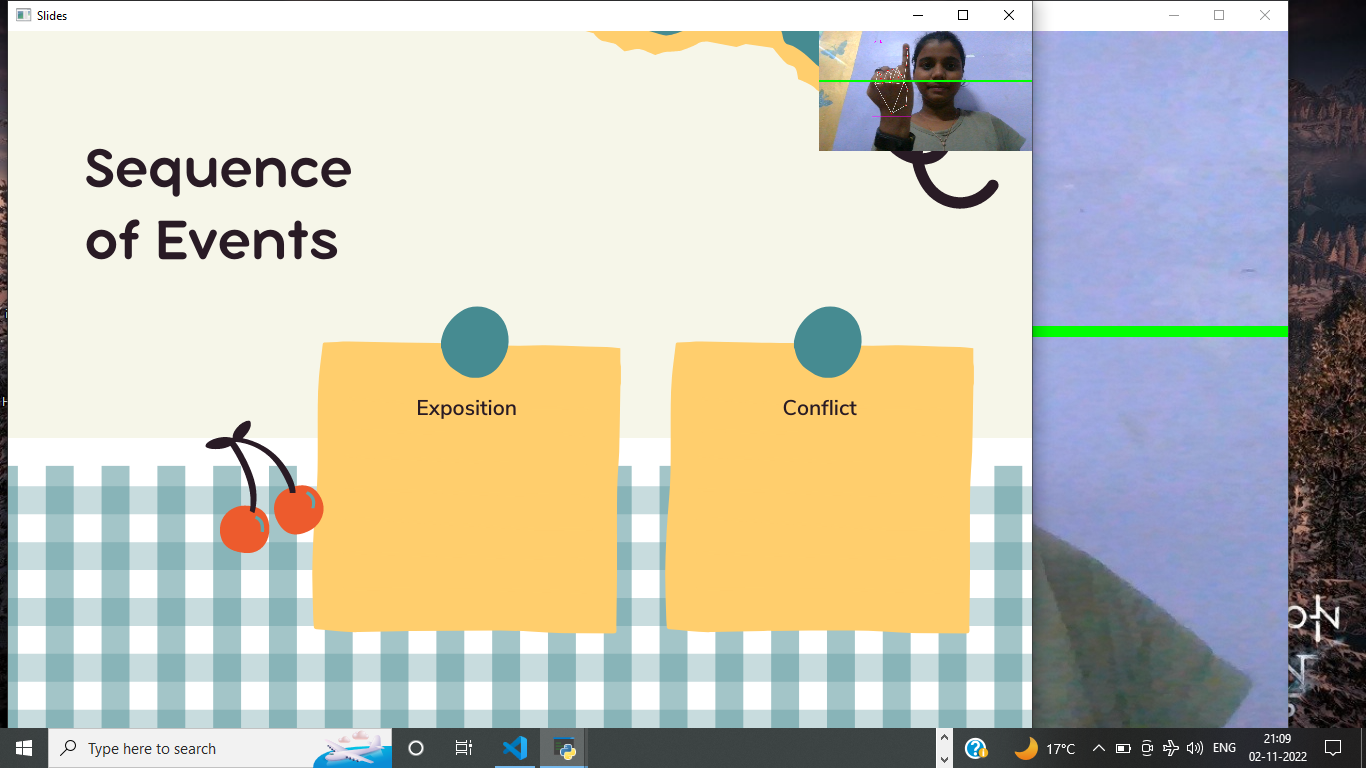 Slides
Sequence
of Events
Exposition
Conflict
Type here to search
17°C
ENG
21:09
02-11-2022